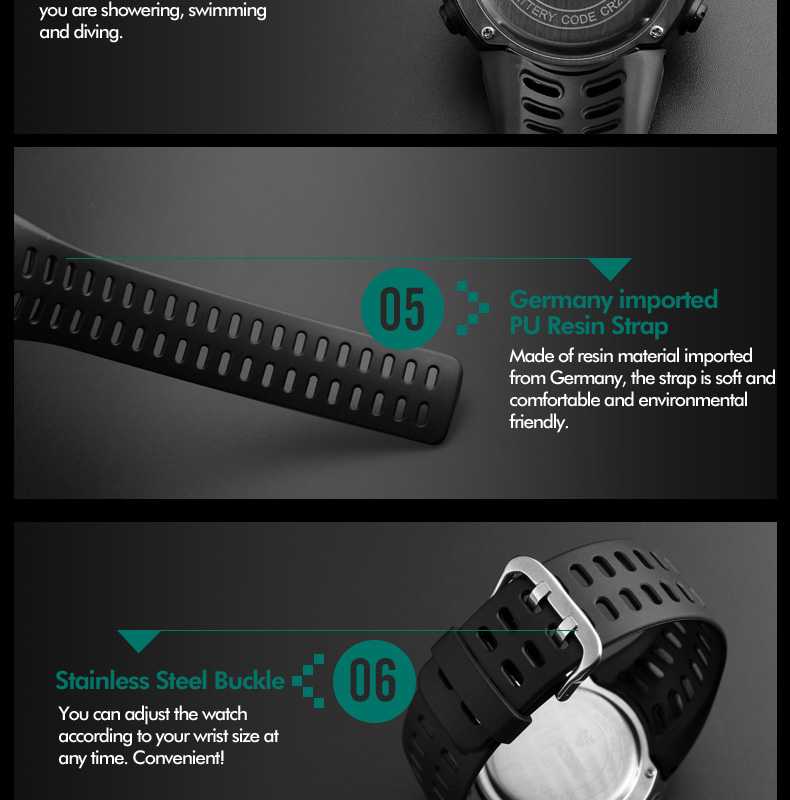 you are showering, swimming
and diving.
BATTERY CODE CR2
05
Germany imported
PU Resin Strap
Made of resin material imported
from Germany, the strap is soft and
comfortable and environmental
friendly.
06
Stainless Steel Buckle
You can adjust the watch
according to your wrist size at
any time. Convenient!